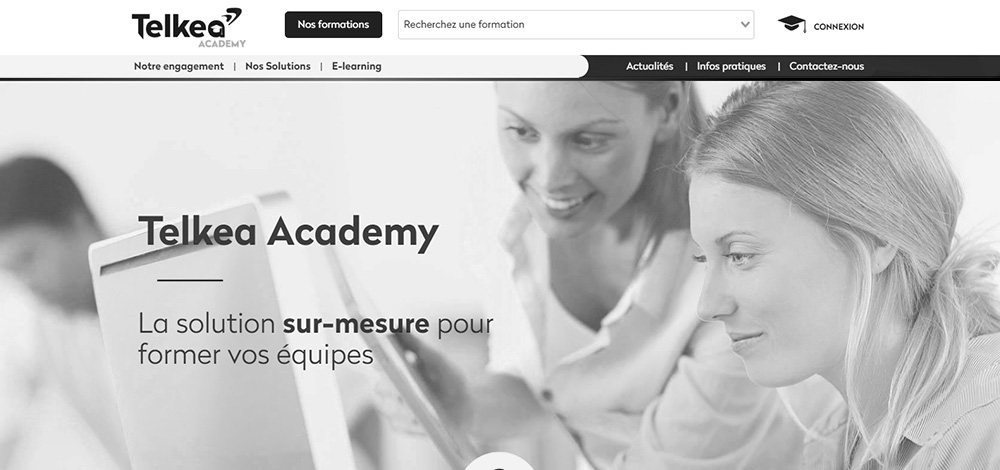 Telkea
ACADEMY
Nos formations
Recherchez une formation
CONNEXION
Notre engagement | Nos Solutions | E-learning
Actualités | Infos pratiques | Contactez-nous
Telkea Academy
La solution sur-mesure pour
former vos équipes